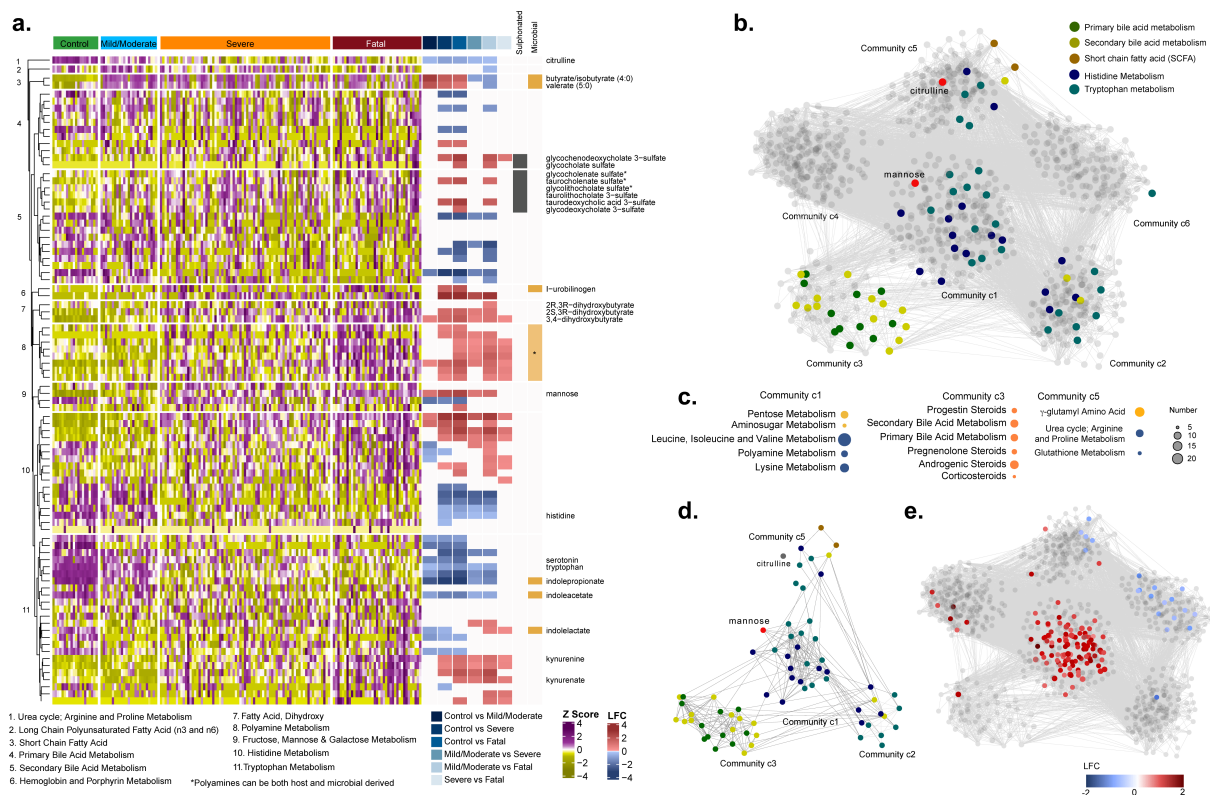 a.
Control Mild/Moderate Severe Fatal
Sulphonated
Microbial
1
2
3
4
5
6
7
8
9
10
11
citrulline
butyrate/isobutyrate (4:0)
valerate (5:0)
glycochenodeoxycholate 3−sulfate
glycocholate sulfate
glycocholenate sulfate*
taurocholenate sulfate*
glycolithocholate sulfate*
taurolithocholate 3−sulfate
taurodeoxycholic acid 3−sulfate
glycodeoxycholate 3−sulfate
I−urobilinogen
2R,3R−dihydroxybutyrate
2S,3R−dihydroxybutyrate
3,4−dihydroxybutyrate
*
mannose
histidine
serotonin
tryptophan
indolepropionate
indoleacetate
indolelactate
kynurenine
kynurenate
1. Urea cycle; Arginine and Proline Metabolism
2. Long Chain Polyunsaturated Fatty Acid (n3 and n6)
3. Short Chain Fatty Acid
4. Primary Bile Acid Metabolism
5. Secondary Bile Acid Metabolism
6. Hemoglobin and Porphyrin Metabolism
7. Fatty Acid, Dihydroxy
8. Polyamine Metabolism
9. Fructose, Mannose & Galactose Metabolism
10. Histidine Metabolism
11.Tryptophan Metabolism
*Polyamines can be both host and microbial derived
Control vs Mild/Moderate
Control vs Severe
Control vs Fatal
Mild/Moderate vs Severe
Mild/Moderate vs Fatal
Severe vs Fatal
Z Score
4
2
0
−2
−4
LFC
4
2
0
−2
−4
b.
Primary bile acid metabolism
Secondary bile acid metabolism
Short chain fatty acid (SCFA)
Histidine Metabolism
Tryptophan metabolism
Community c5
citrulline
mannose
Community c4
Community c6
Community c1
Community c3
Community c2
c.
Community c1
Pentose Metabolism
Aminosugar Metabolism
Leucine, Isoleucine and Valine Metabolism
Polyamine Metabolism
Lysine Metabolism
Community c3
Progestin Steroids
Secondary Bile Acid Metabolism
Primary Bile Acid Metabolism
Pregnenolone Steroids
Androgenic Steroids
Corticosteroids
Community c5
γ-glutamyl Amino Acid
Urea cycle; Arginine
and Proline Metabolism
Glutathione Metabolism
Number
5
10
15
20
d.
Community c5
citrulline
mannose
Community c1
Community c3
Community c2
e.
LFC
-2 0 2